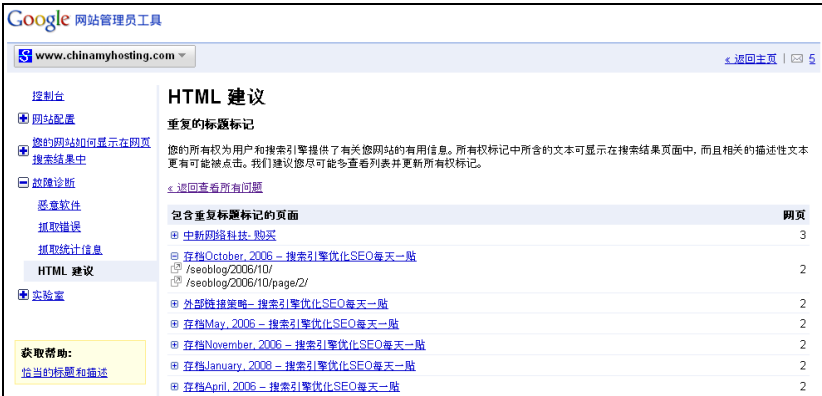 Google 网站管理员工具
www.chinamyhosting.com
« 返回主页 | 5
控制台
网站配置
您的网站如何显示在网页
搜索结果中
故障诊断
恶意软件
抓取错误
抓取统计信息
HTML 建议
实验室
获取帮助:
恰当的标题和描述
HTML 建议
重复的标题标记
您的所有权为用户和搜索引擎提供了有关您网站的有用信息。所有权标记中所含的文本可显示在搜索结果页面中, 而且相关的描述性文本
更有可能被点击。我们建议您尽可能多查看列表并更新所有权标记。
« 返回查看所有问题
包含重复标题标记的页面 网页
中新网络科技- 购买 3
存档October, 2006 – 搜索引擎优化SEO每天一贴
/seoblog/2006/10/ 2
/seoblog/2006/10/page/2/
外部链接策略– 搜索引擎优化SEO每天一贴 2
存档May, 2006 – 搜索引擎优化SEO每天一贴 2
存档November, 2006 – 搜索引擎优化SEO每天一贴 2
存档January, 2008 – 搜索引擎优化SEO每天一贴 2
存档April, 2006 – 搜索引擎优化SEO每天一贴 2